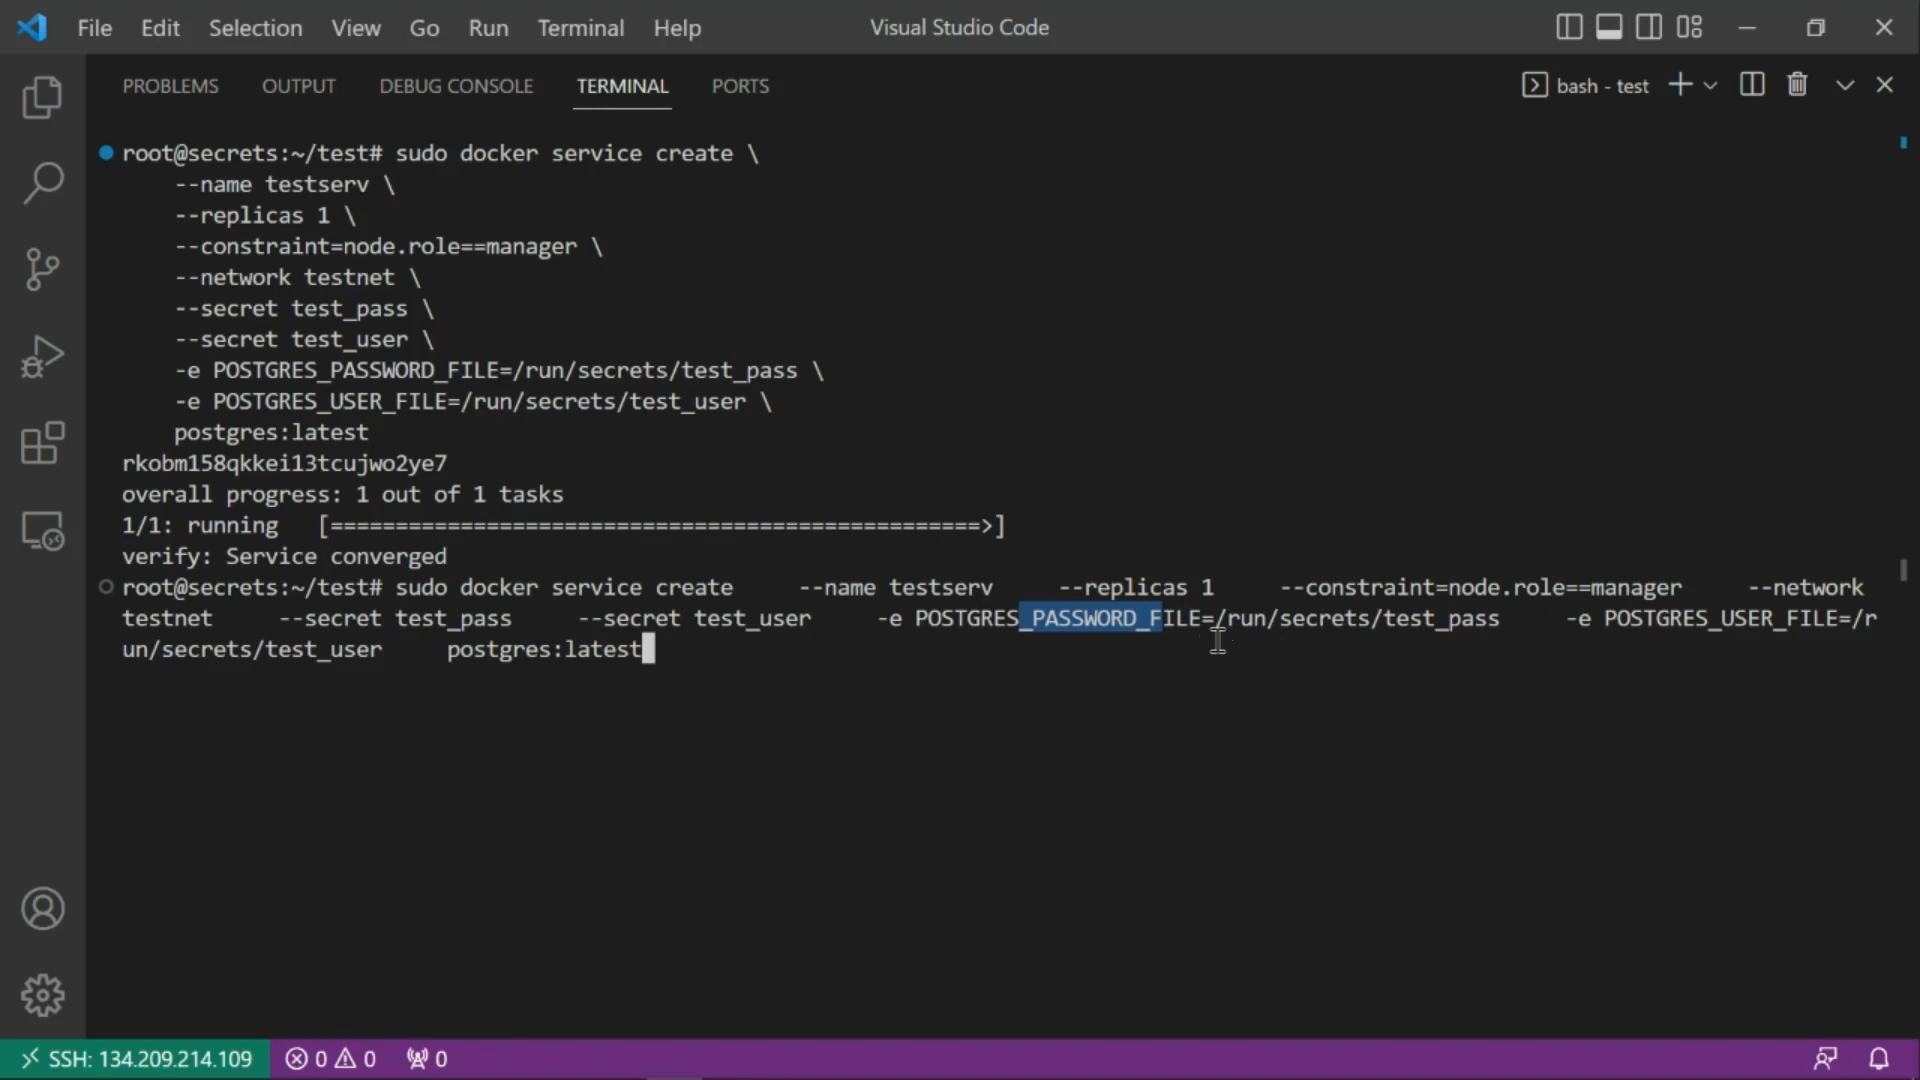 File Edit Selection View Go Run Terminal Help Visual Studio Code
PROBLEMS OUTPUT DEBUG CONSOLE TERMINAL PORTS bash - test
root@secrets:~/test# sudo docker service create \
--name testserv \
--replicas 1 \
--constraint=node.role==manager \
--network testnet \
--secret test_pass \
--secret test_user \
-e POSTGRES_PASSWORD_FILE=/run/secrets/test_pass \
-e POSTGRES_USER_FILE=/run/secrets/test_user \
postgres:latest
rkobm158qkkei13tcujwo2ye7
overall progress: 1 out of 1 tasks
1/1: running [==================================================>]
verify: Service converged
root@secrets:~/test# sudo docker service create --name testserv --replicas 1 --constraint=node.role==manager --network
testnet --secret test_pass --secret test_user -e POSTGRES_PASSWORD_FILE=/run/secrets/test_pass -e POSTGRES_USER_FILE=/r
un/secrets/test_user postgres:latest
SSH: 134.209.214.109 0 0 0